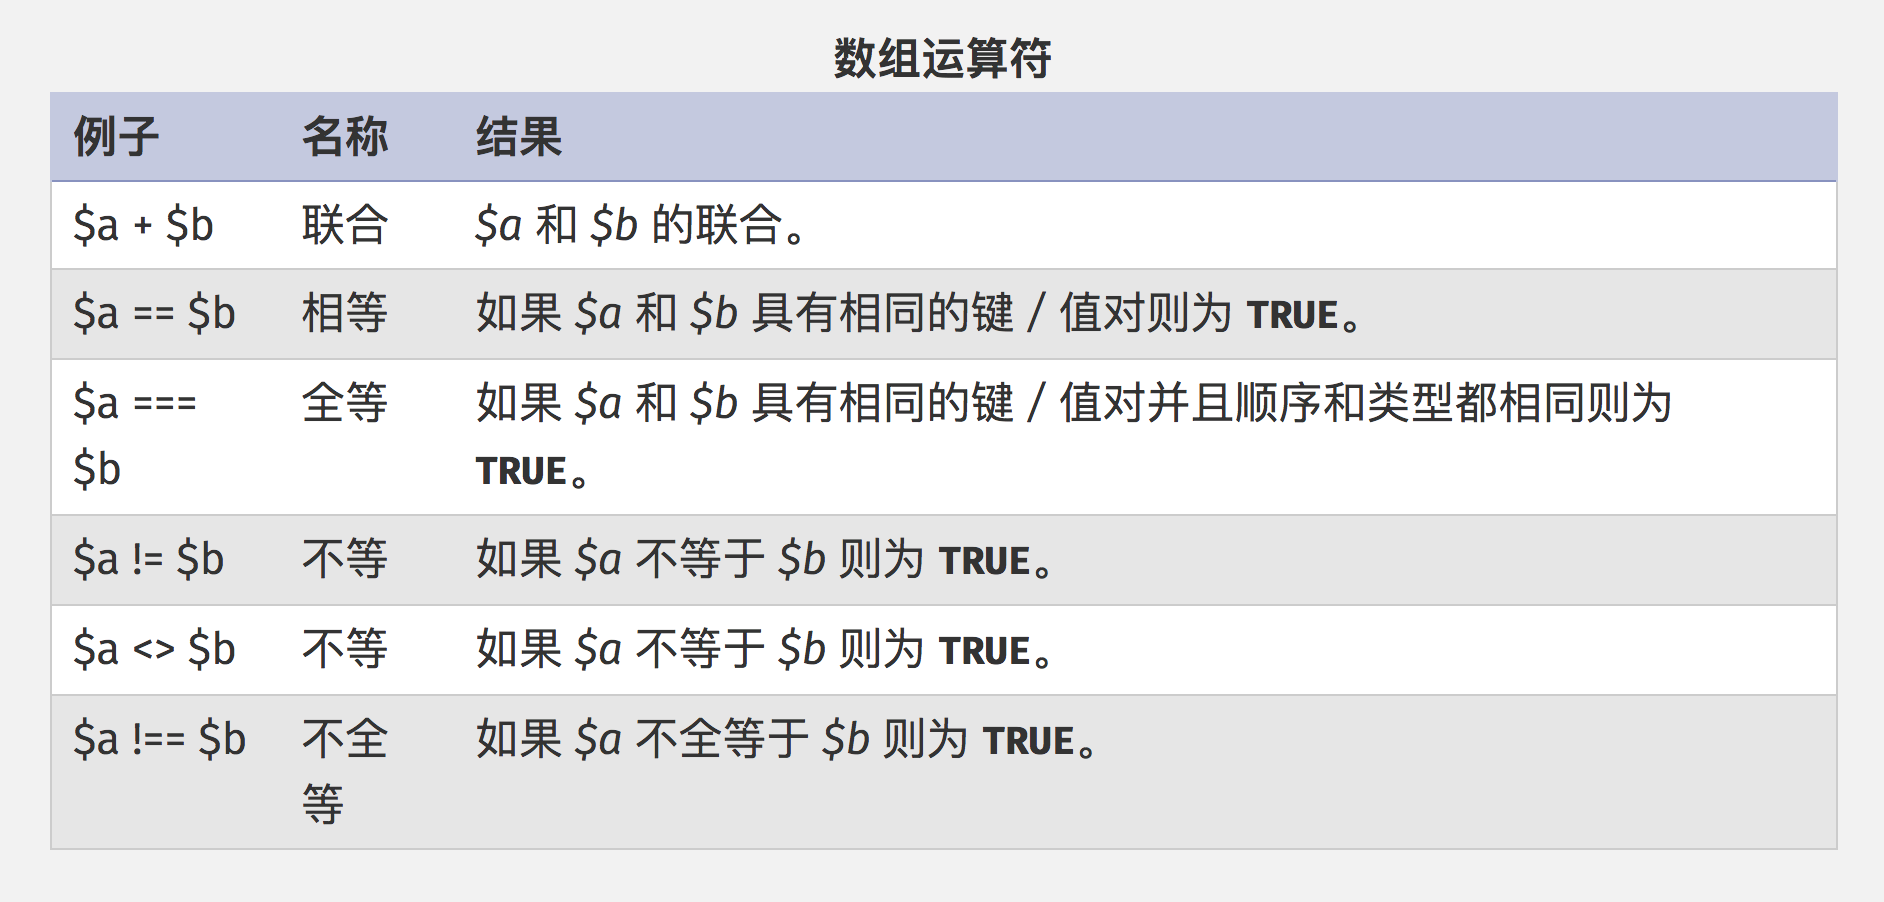 数组运算符
例子 名称 结果
$a + $b 联合 $a 和 $b 的联合。
$a == $b 相等 如果 $a 和 $b 具有相同的键／值对则为 TRUE。
$a === 全等 如果 $a 和 $b 具有相同的键／值对并且顺序和类型都相同则为
$b TRUE。
$a != $b 不等 如果 $a 不等于 $b 则为 TRUE。
$a <> $b 不等 如果 $a 不等于 $b 则为 TRUE。
$a !== $b 不全 如果 $a 不全等于 $b 则为 TRUE。
等